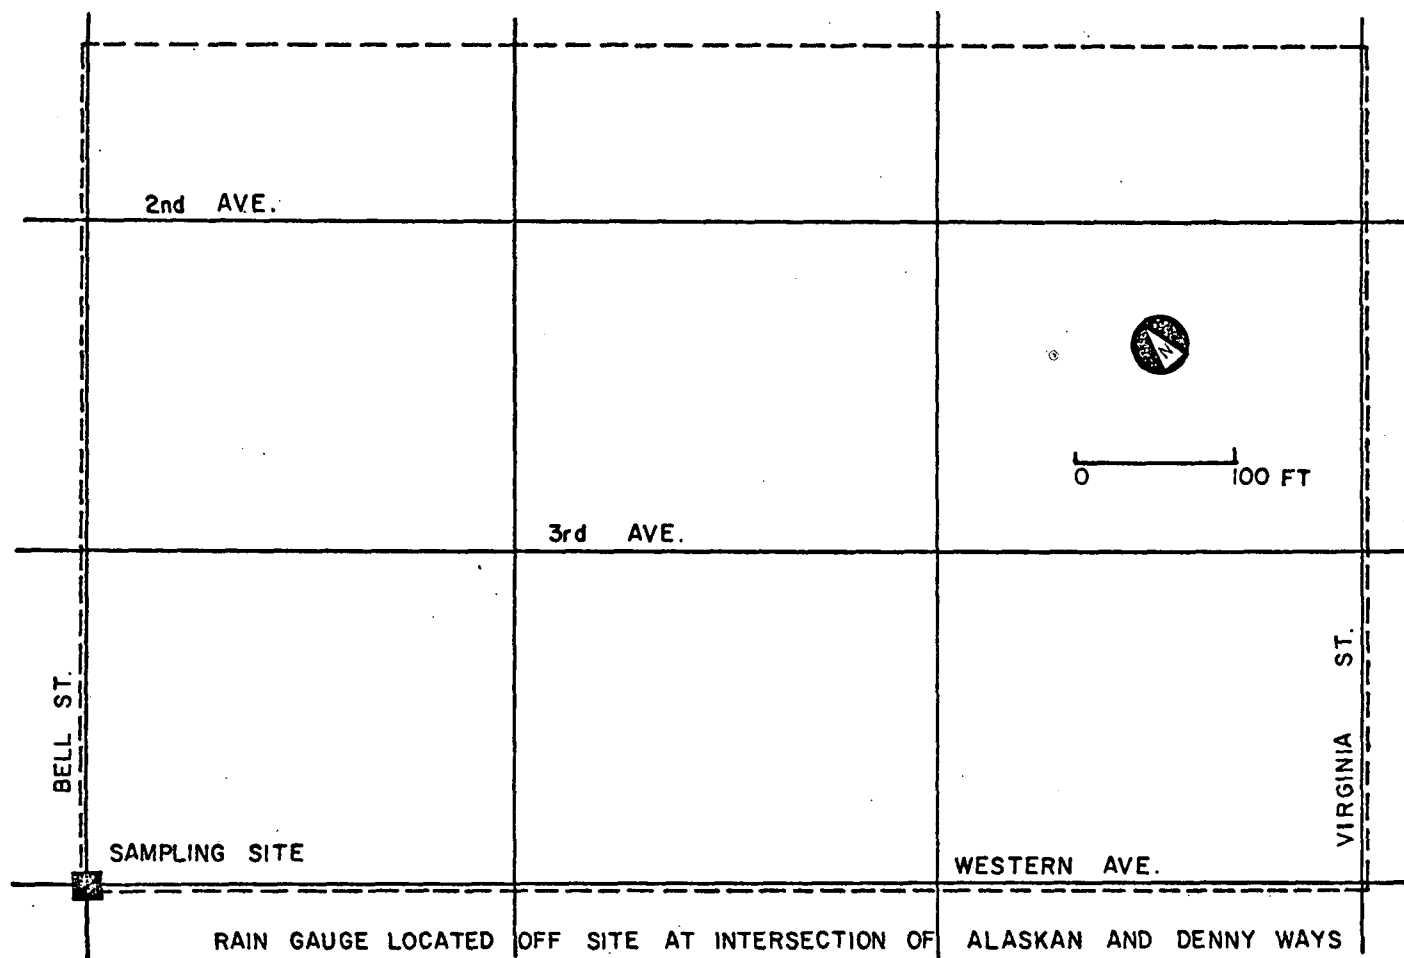 2nd AVE.
N
0 100 FT
3rd AVE.
BELL ST.
VIRGINIA ST.
SAMPLING SITE
WESTERN AVE.
RAIN GAUGE LOCATED OFF SITE AT INTERSECTION OF ALASKAN AND DENNY WAYS